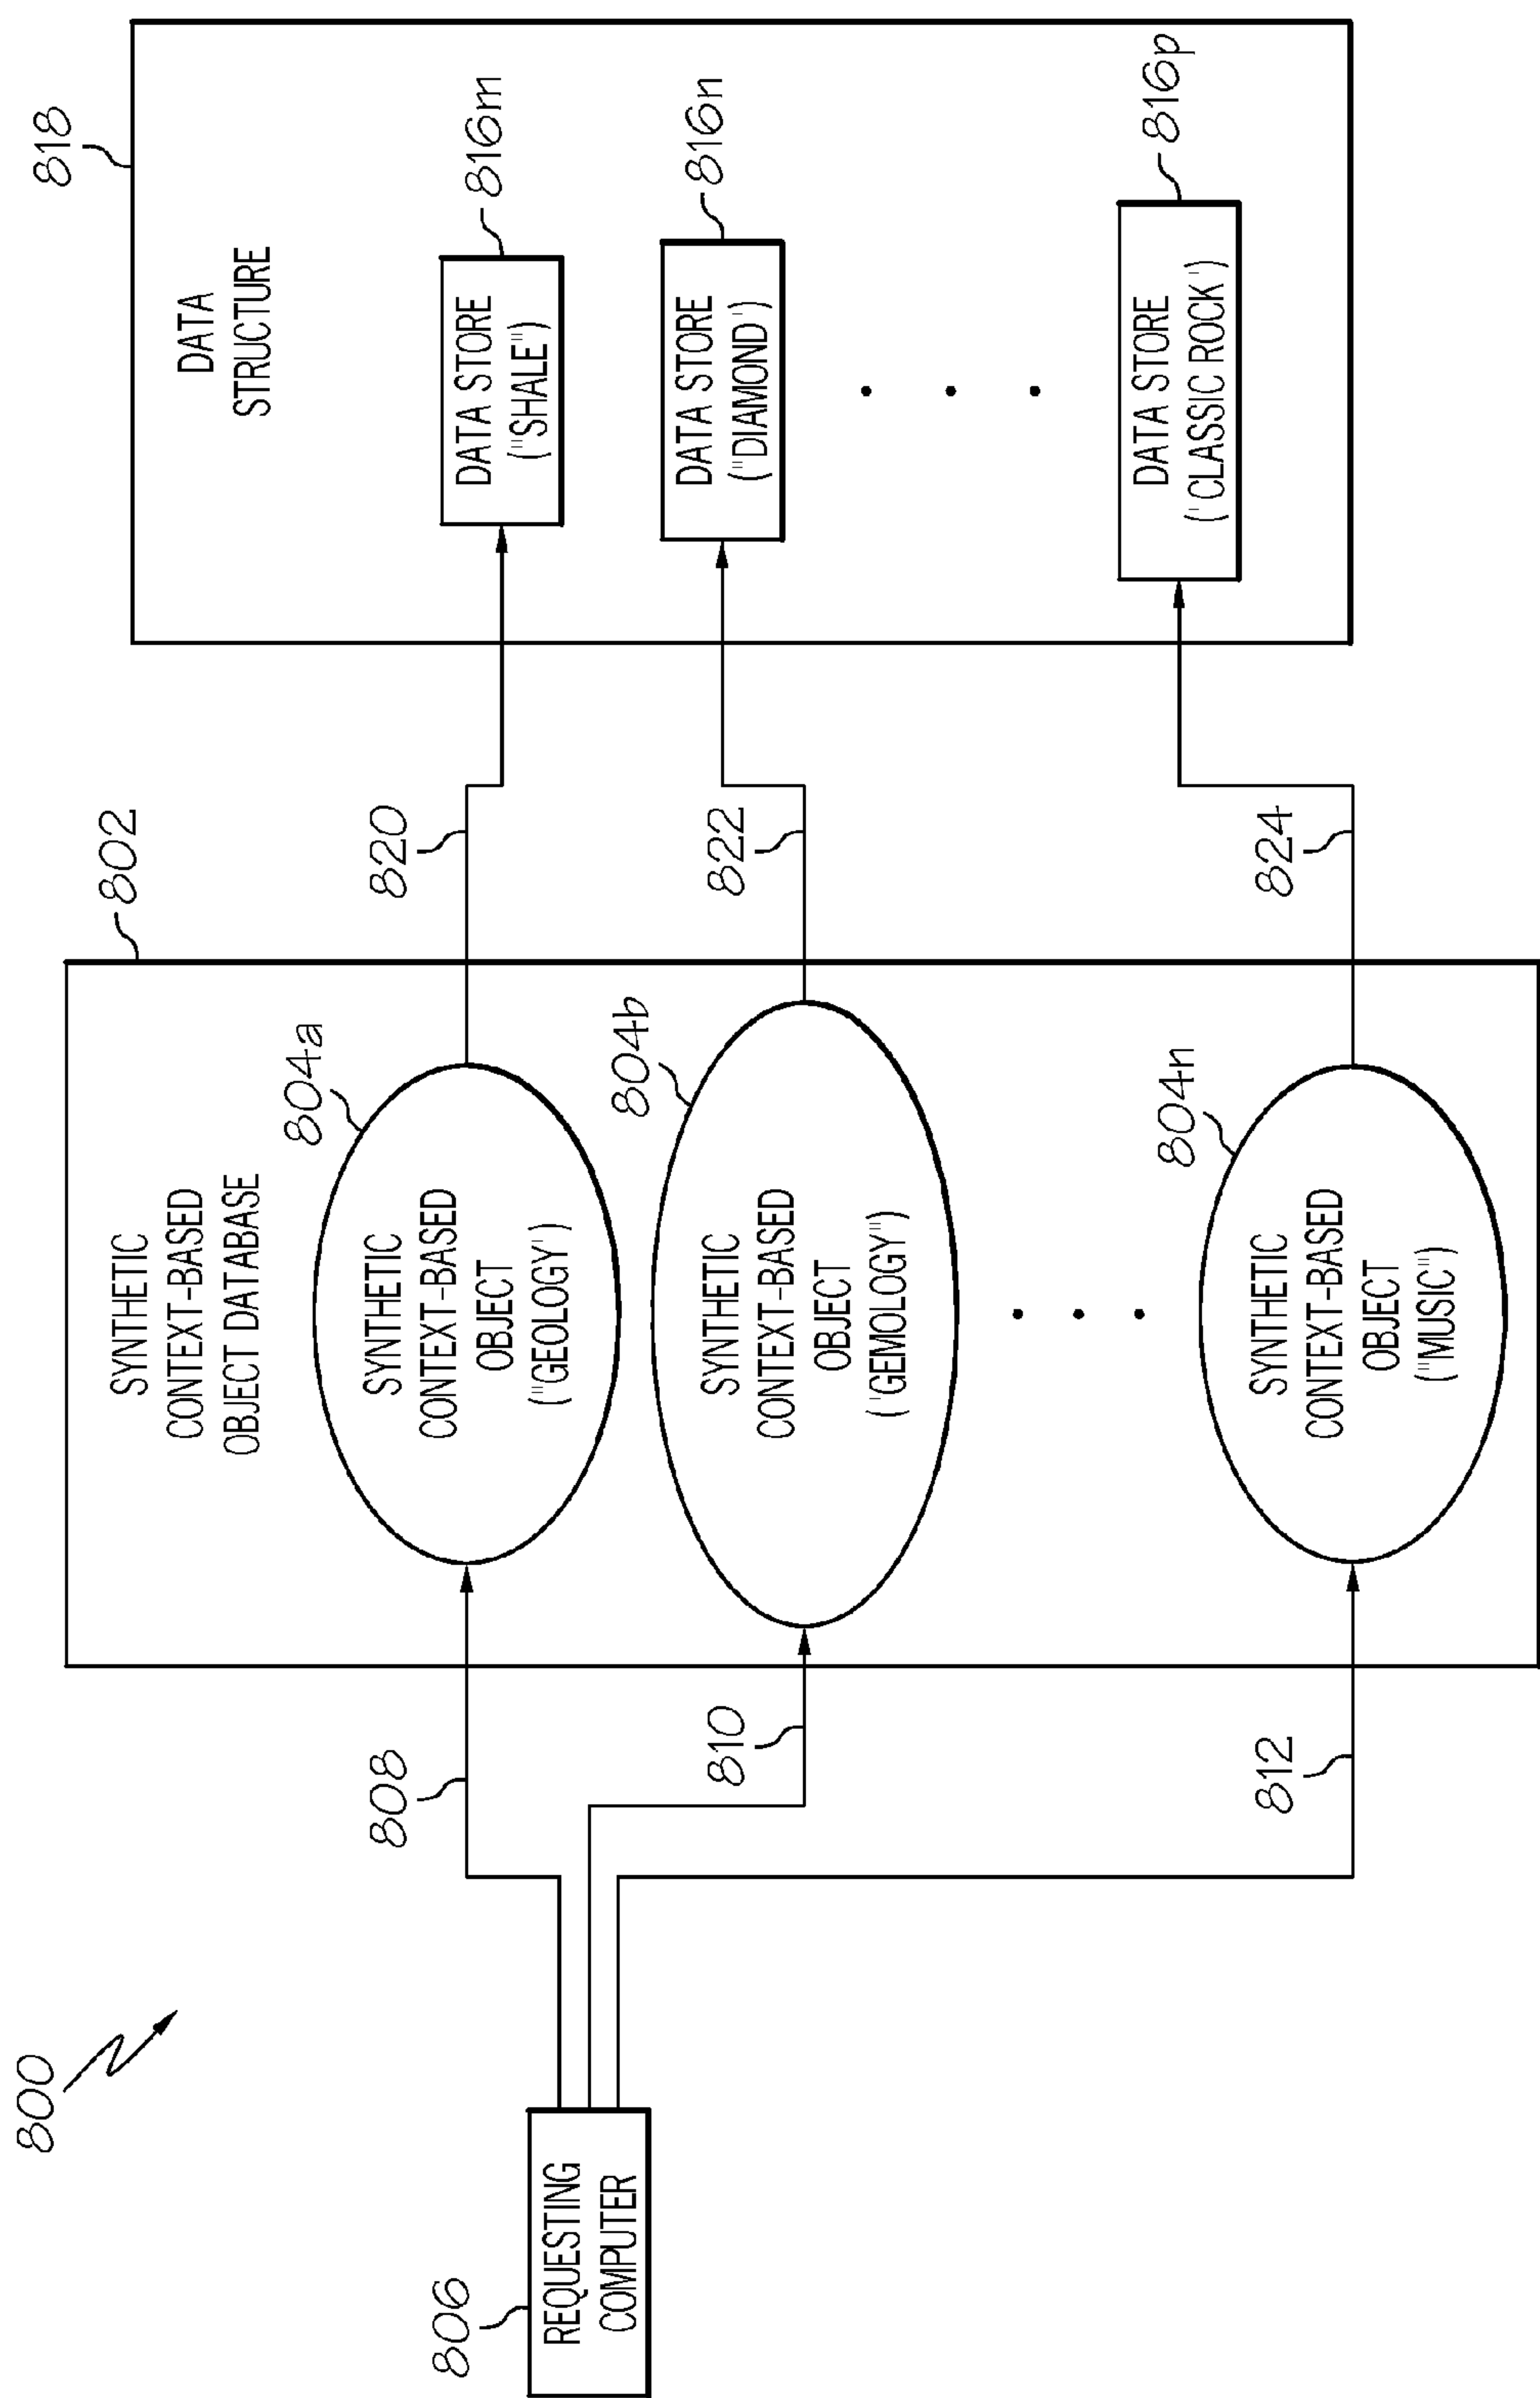 800
806
REQUESTING
COMPUTER
808
810
812
802
SYNTHETIC
CONTEXT-BASED
OBJECT DATABASE
804a
SYNTHETIC
CONTEXT-BASED
OBJECT
("GEOLOGY")
804b
SYNTHETIC
CONTEXT-BASED
OBJECT
("GEMOLOGY")
804n
SYNTHETIC
CONTEXT-BASED
OBJECT
("MUSIC")
820
822
824
818
DATA
STRUCTURE
DATA STORE
("SHALE")
816m
DATA STORE
("DIAMOND")
816n
DATA STORE
("CLASSIC ROCK")
816p